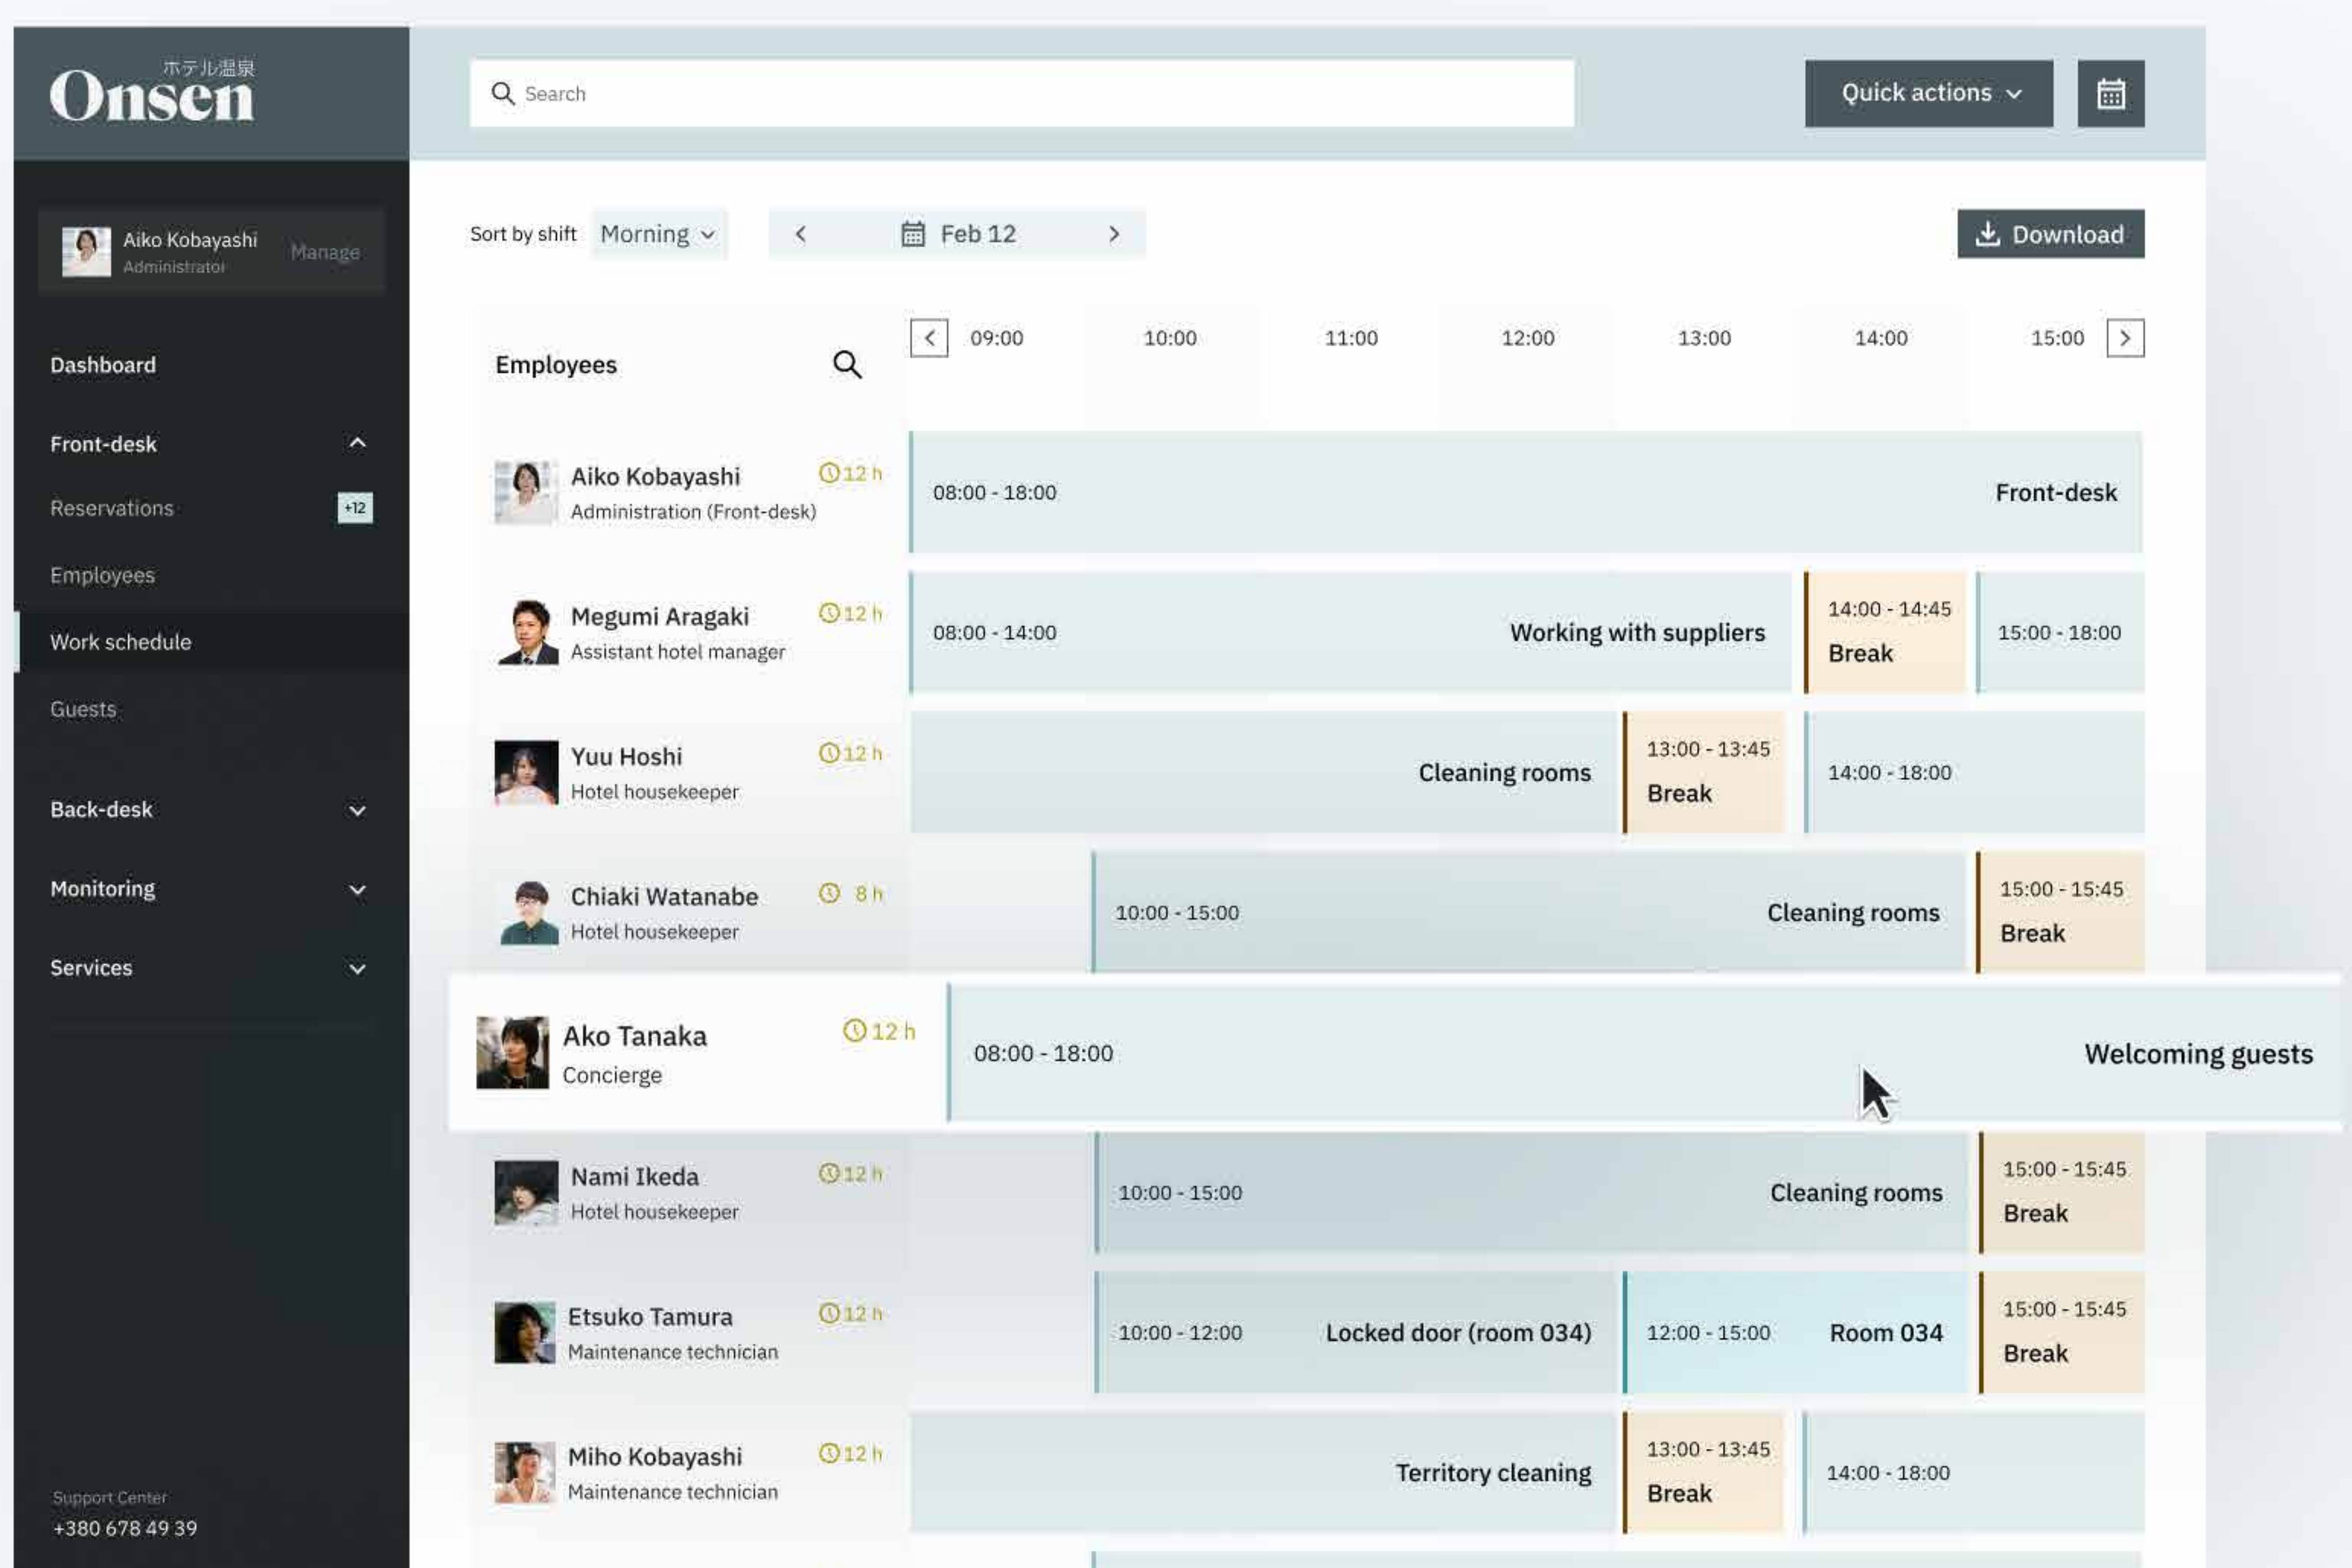 ホテル温泉
Onsen
Search
Quick actions
Aiko Kobayashi
Administrator
Manage
Dashboard
Front-desk
Reservations
+12
Employees
Work schedule
Guests
Back-desk
Monitoring
Services
Support Center
+380 678 49 39
Sort by shift Morning
Feb 12
Download
Employees
09:00 10:00 11:00 12:00 13:00 14:00 15:00
Aiko Kobayashi
Administration (Front-desk)
12 h
08:00 - 18:00
Front-desk
Megumi Aragaki
Assistant hotel manager
12 h
08:00 - 14:00
Working with suppliers
14:00 - 14:45
Break
15:00 - 18:00
Yuu Hoshi
Hotel housekeeper
12 h
Cleaning rooms
13:00 - 13:45
Break
14:00 - 18:00
Chiaki Watanabe
Hotel housekeeper
8 h
10:00 - 15:00
Cleaning rooms
15:00 - 15:45
Break
Ako Tanaka
Concierge
12 h
08:00 - 18:00
Welcoming guests
Nami Ikeda
Hotel housekeeper
12 h
10:00 - 15:00
Cleaning rooms
15:00 - 15:45
Break
Etsuko Tamura
Maintenance technician
12 h
10:00 - 12:00
Locked door (room 034)
12:00 - 15:00
Room 034
15:00 - 15:45
Break
Miho Kobayashi
Maintenance technician
12 h
Territory cleaning
13:00 - 13:45
Break
14:00 - 18:00